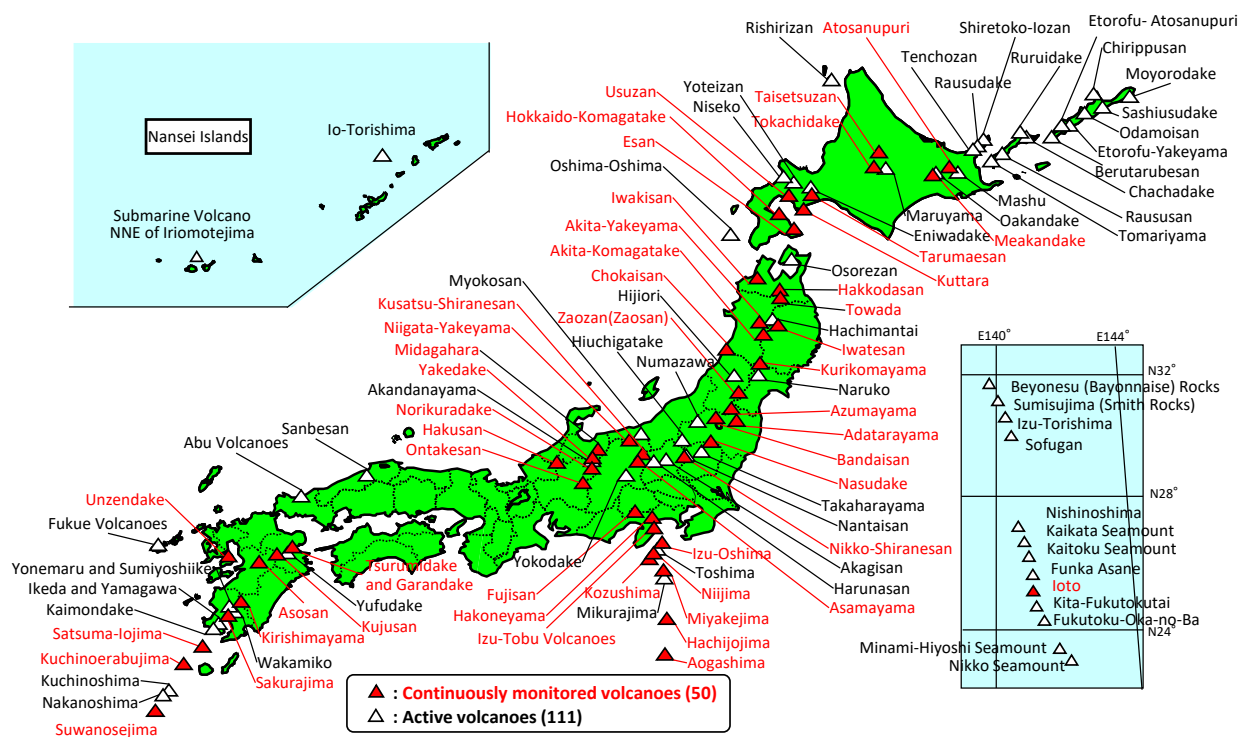 Nansei Islands
Io-Torishima
Submarine Volcano
NNE of Iriomotejima
Rishirizan
Atosanupuri
Shiretoko-Iozan
Etorofu- Atosanupuri
Tenchozan
Ruruidake
Chirippusan
Rausudake
Moyorodake
Usuzan
Yoteizan
Taisetsuzan
Niseko
Tokachidake
Hokkaido-Komagatake
Esan
Oshima-Oshima
Sashiusudake
Odamoisan
Etorofu-Yakeyama
Berutarubesan
Chachadake
Raususan
Tomariyama
Mashu
Oakandake
Meakandake
Maruyama
Eniwadake
Tarumaesan
Kuttara
Iwakisan
Akita-Yakeyama
Akita-Komagatake
Chokaisan
Hijiori
Zaozan(Zaosan)
Hiuchigatake
Numazawa
Myokosan
Kusatsu-Shiranesan
Niigata-Yakeyama
Midagahara
Yakedake
Akandanayama
Norikuradake
Hakusan
Ontakesan
Osorezan
Hakkodasan
Towada
Hachimantai
Iwatesan
Kurikomayama
Naruko
Azumayama
Adatarayama
Bandaisan
Nasudake
Takaharayama
Nantaisan
Nikko-Shiranesan
Akagisan
Harunasan
Asamayama
Sanbesan
Abu Volcanoes
Unzendake
Fukue Volcanoes
Yonemaru and Sumiyoshiike
Ikeda and Yamagawa
Kaimondake
Satsuma-Iojima
Kuchinoerabujima
Kuchinoshima
Nakanoshima
Suwanosejima
Wakamiko
Sakurajima
Kirishimayama
Asosan
Kujusan
Yufudake
Tsurumidake
and Garandake
Yokodake
Fujisan
Hakoneyama
Izu-Tobu Volcanoes
Kozushima
Mikurajima
Izu-Oshima
Toshima
Niijima
Miyakejima
Hachijojima
Aogashima
E140°
E144°
N32°
Beyonesu (Bayonnaise) Rocks
Sumisujima (Smith Rocks)
Izu-Torishima
Sofugan
N28°
Nishinoshima
Kaikata Seamount
Kaitoku Seamount
Funka Asane
Ioto
Kita-Fukutokutai
Fukutoku-Oka-no-Ba
N24°
Minami-Hiyoshi Seamount
Nikko Seamount
: Continuously monitored volcanoes (50)
: Active volcanoes (111)